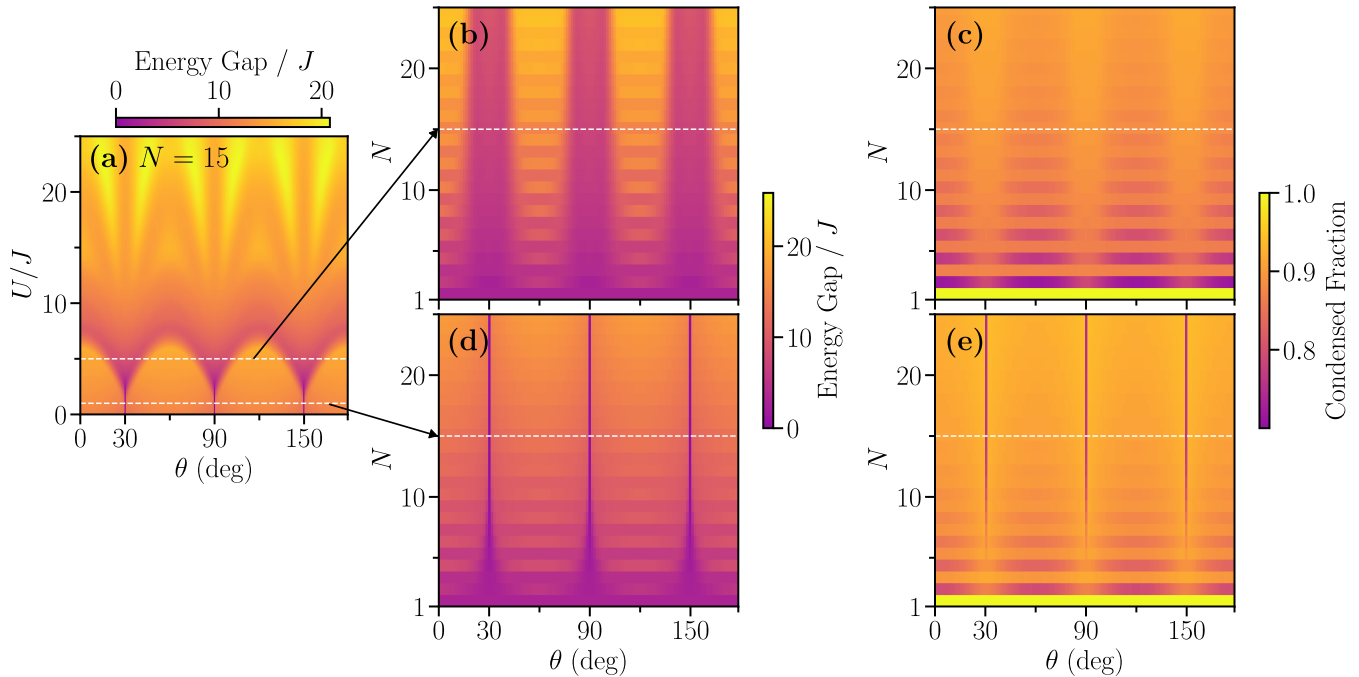 Energy Gap / J
0 10 20
(a) N = 15
U/J
20
10
0
0 30 90 150
θ (deg)
(b)
N
20
10
1
(c)
N
20
10
1
(d)
N
20
10
1
0 30 90 150
θ (deg)
Energy Gap / J
20
10
0
(e)
N
20
10
1
0 30 90 150
θ (deg)
Condensed Fraction
1.0
0.9
0.8